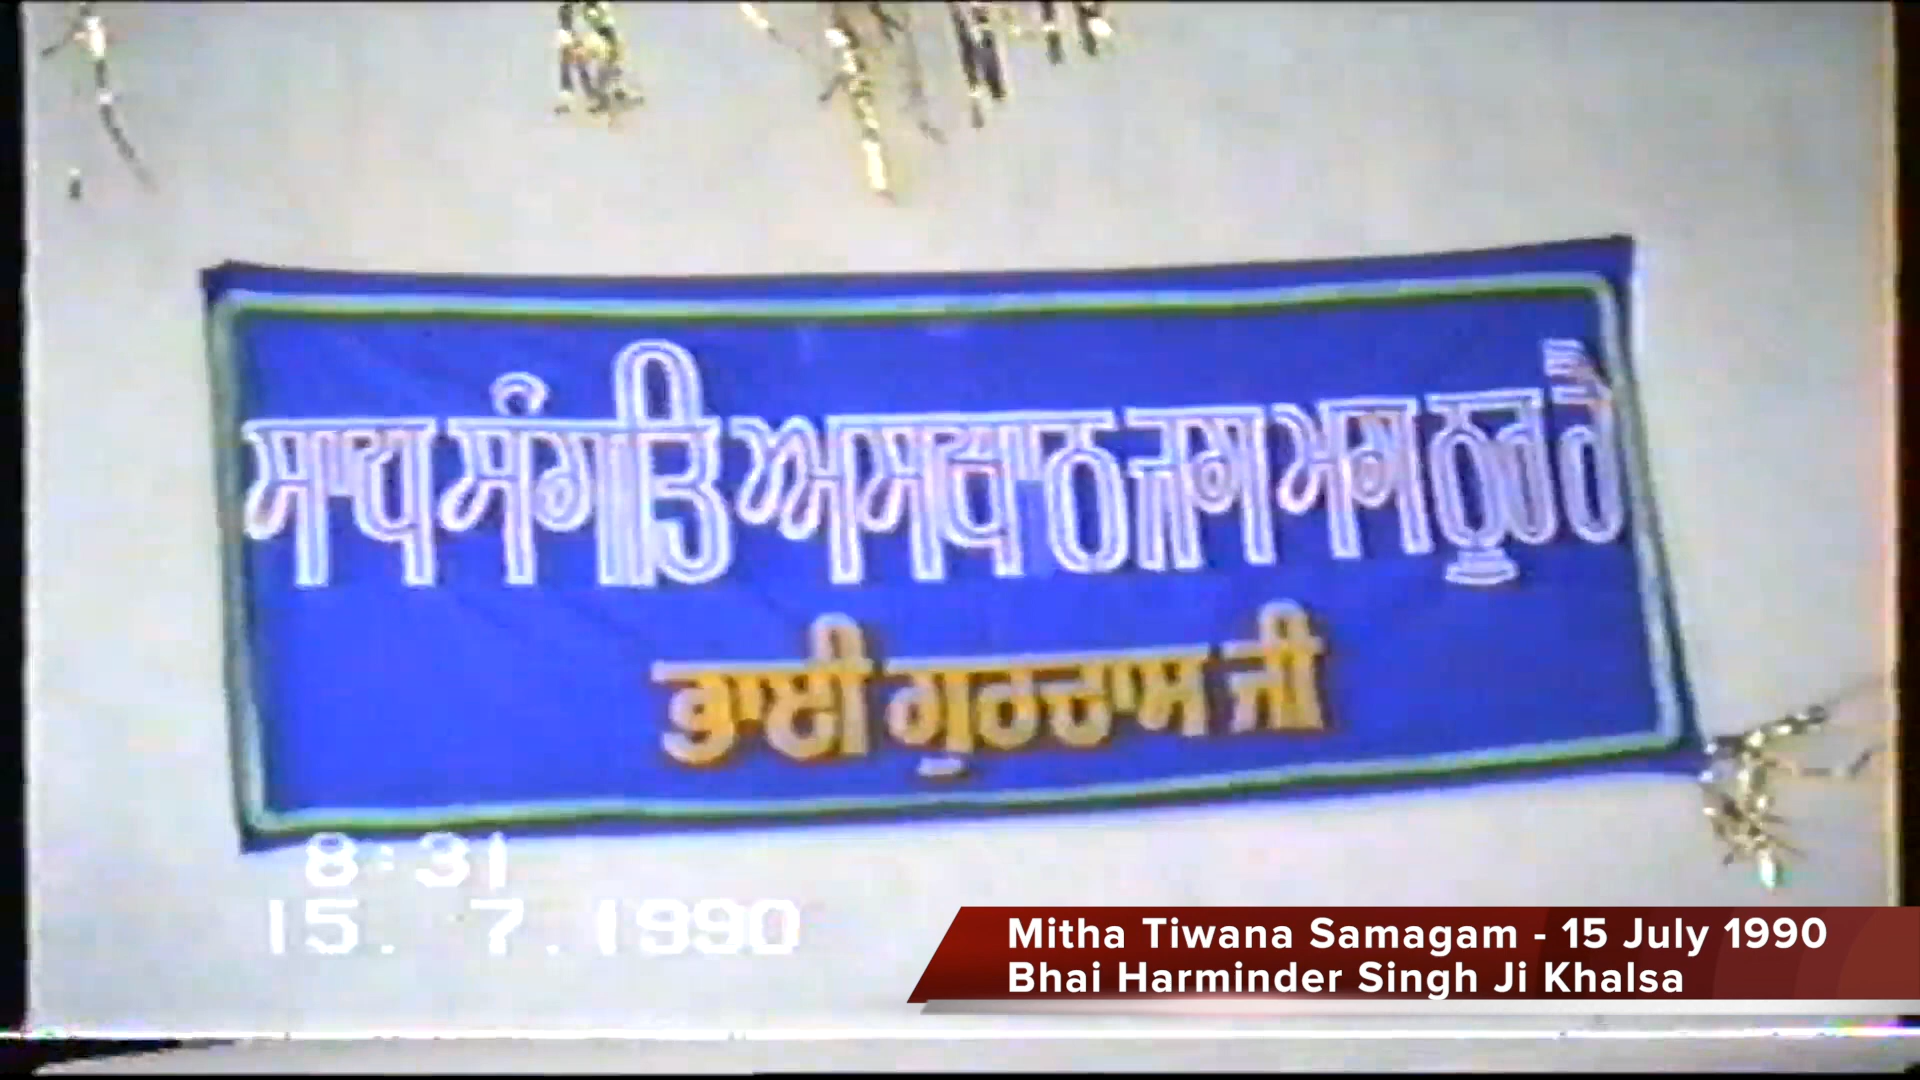 ਸਾਧ ਸੰਗਤਿ ਅਸਥਾਨ ਜਗ ਮਗ ਨੂਰ ਹੈ
ਭਾਈ ਗੁਰਦਾਸ ਜੀ
8:31
15. 7. 1990
Mitha Tiwana Samagam - 15 July 1990
Bhai Harminder Singh Ji Khalsa